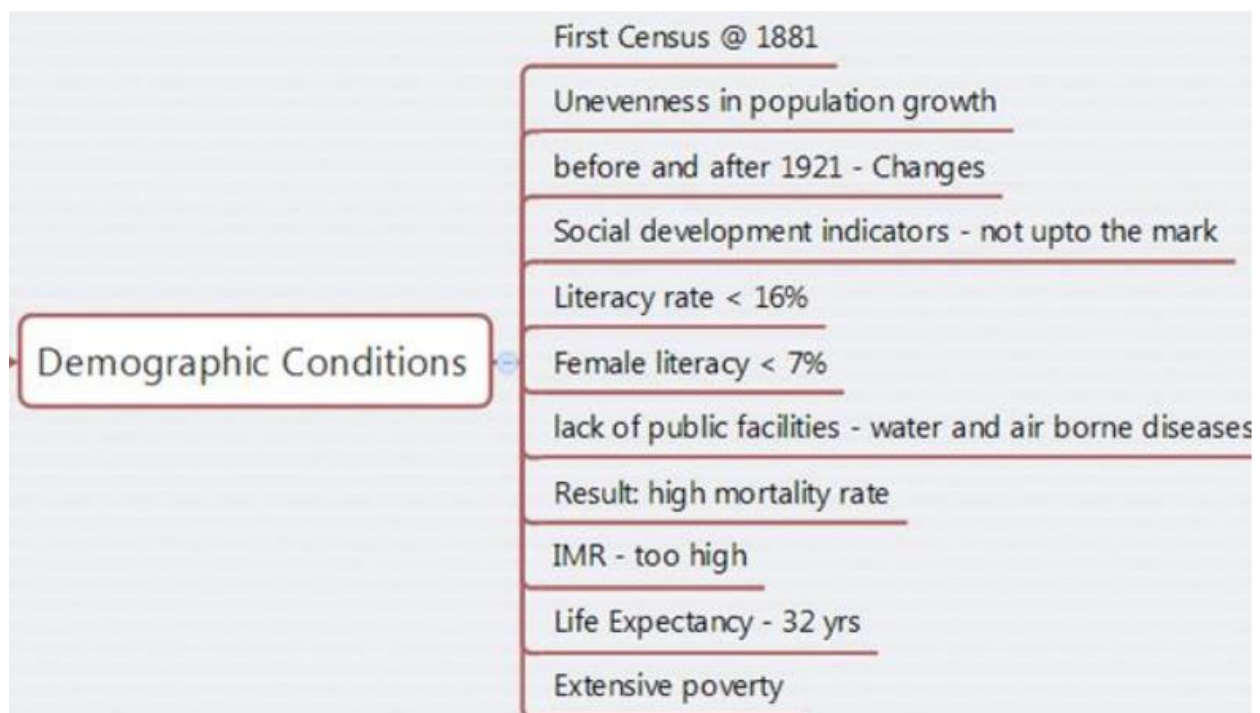 First Census @ 1881
Unevenness in population growth
before and after 1921 - Changes
Social development indicators - not upto the mark
Literacy rate < 16%
Demographic Conditions
Female literacy < 7%
lack of public facilities - water and air borne diseases
Result: high mortality rate
IMR - too high
Life Expectancy - 32 yrs
Extensive poverty